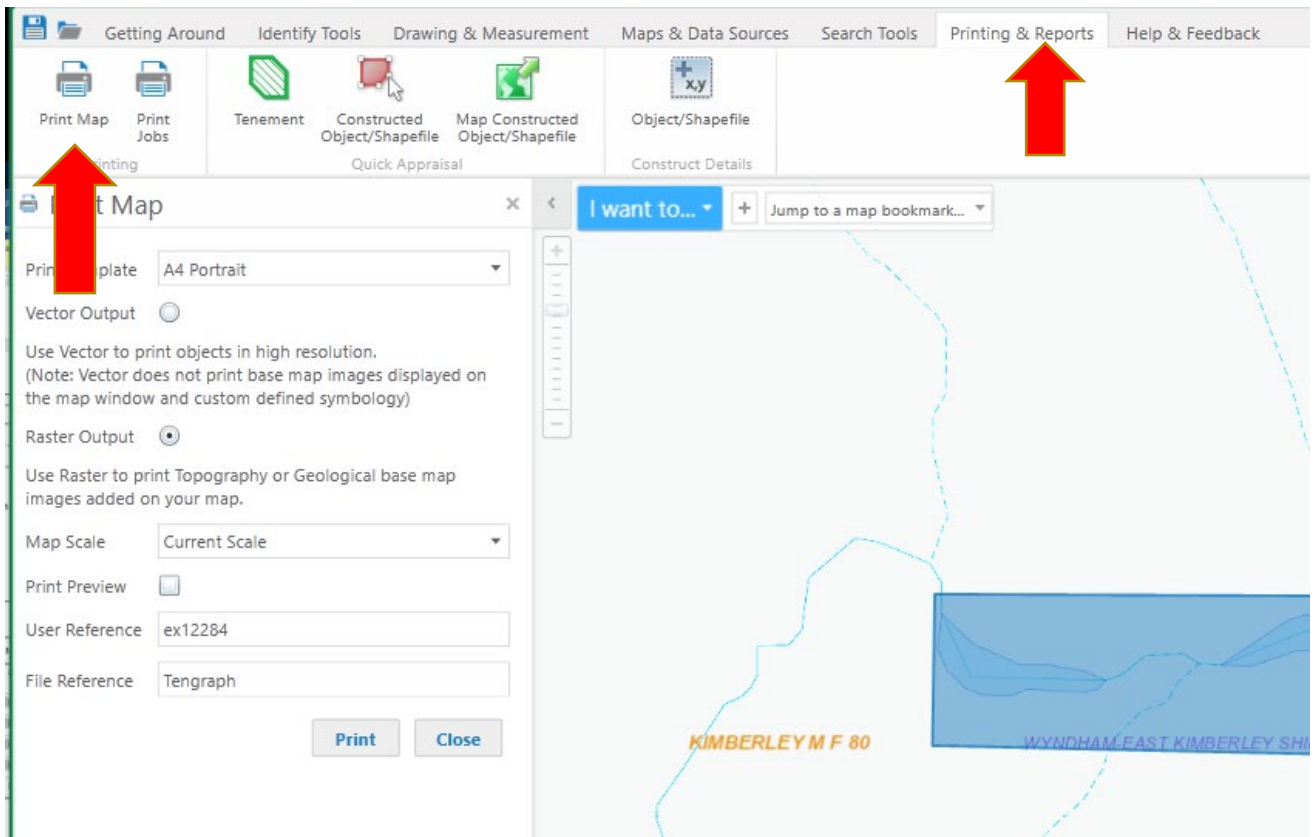 Getting Around Identify Tools Drawing & Measurement Maps & Data Sources Search Tools Printing & Reports Help & Feedback
Print Map
Print
Jobs
Tenement
Constructed
Object/Shapefile
Map Constructed
Object/Shapefile
x,y
Object/Shapefile
Quick Appraisal
Construct Details
t Map
I want to...
Jump to a map bookmark...
A4 Portrait
Vector Output
Use Vector to print objects in high resolution.
(Note: Vector does not print base map images displayed on
the map window and custom defined symbology)
Raster Output
Use Raster to print Topography or Geological base map
images added on your map.
Map Scale Current Scale
Print Preview
User Reference ex12284
File Reference Tengraph
Print Close
KIMBERLEY M F 80
WYNDHAM-EAST KIMBERLEY SHI